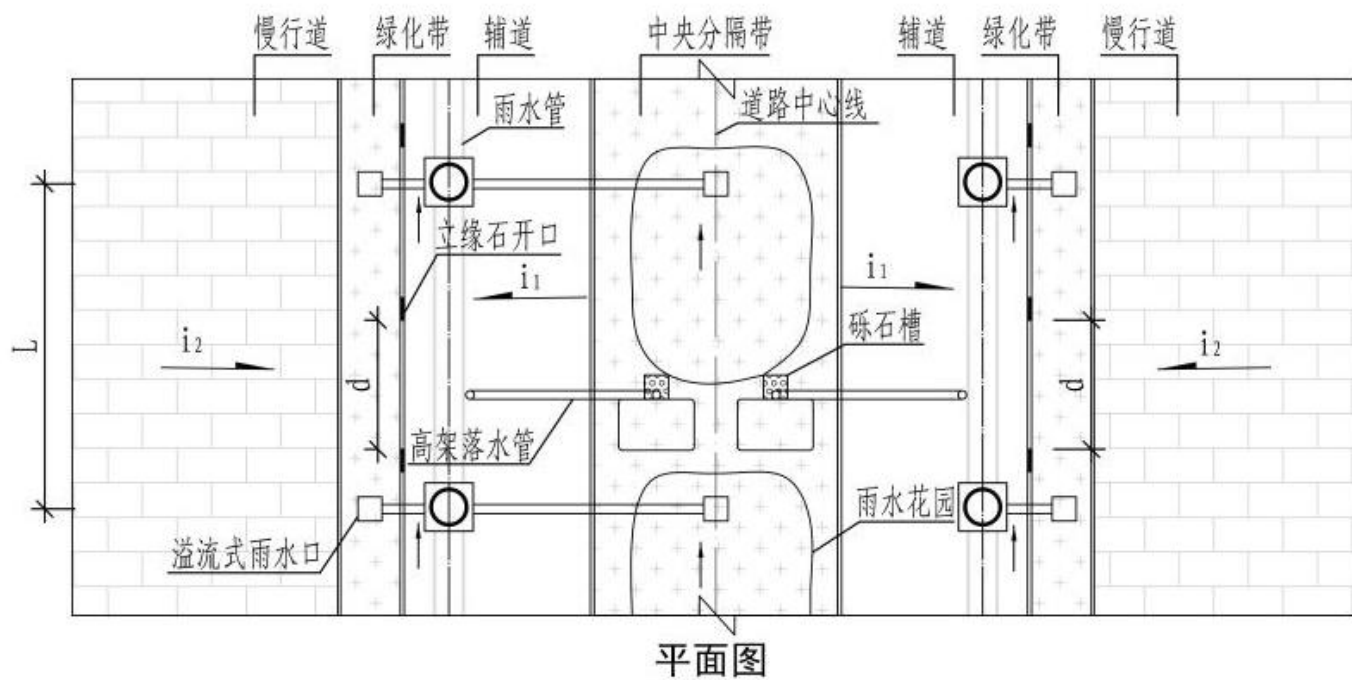 慢行道 绿化带 辅道 中央分隔带 辅道 绿化带 慢行道
雨水管
道路中心线
立缘石开口
i1
i1
砾石槽
L
i2
i2
d
d
高架落水管
雨水花园
溢流式雨水口
平面图